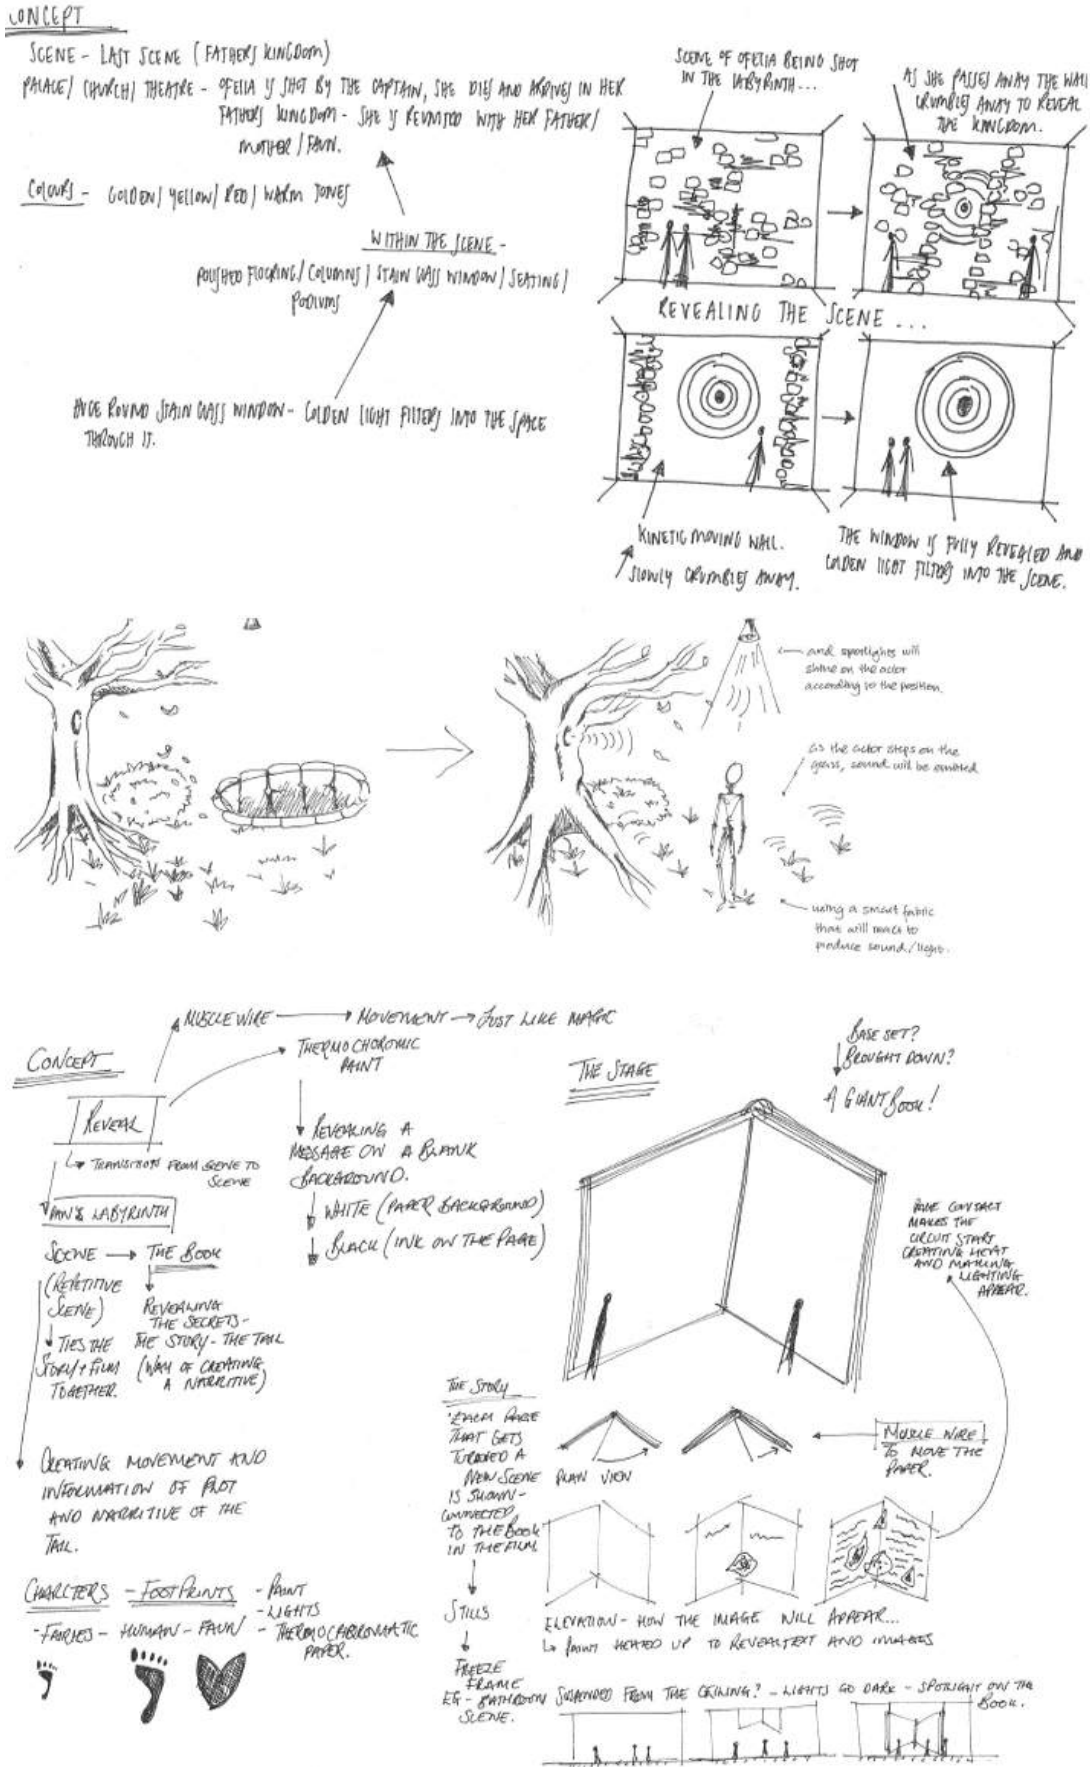 CONCEPT
SCENE - LAST SCENE (FATHERS KINGDOM)
PALACE/ CHURCH/ THEATRE - OFELIA IS SHOT BY THE CAPTAIN, SHE DIES AND ARRIVES IN HER
FATHERS KINGDOM - SHE IS REUNITED WITH HER FATHER/
MOTHER/ FAUN.
COLOURS - GOLDEN/ YELLOW/ RED/ WARM TONES
WITHIN THE SCENE -
POLISHED FLOORING/ COLUMNS/ STAIN GLASS WINDOW/ SEATING/
PODIUMS
HUGE ROUND STAIN GLASS WINDOW - GOLDEN LIGHT FILTERS INTO THE SPACE
THROUGH IT.
SCENE OF OFELIA BEING SHOT
IN THE LABYRINTH...
AS SHE PASSES AWAY THE WALL
CRUMBLES AWAY TO REVEAL
THE KINGDOM.
REVEALING THE SCENE...
KINETIC MOVING WALL.
SLOWLY CRUMBLES AWAY.
THE WINDOW IS FULLY REVEALED AND
GOLDEN LIGHT FILTERS INTO THE SCENE.
and spotlights will
shine on the actor
according to the position.
as the actor steps on the
grass, sound will be emitted
using a smart fabric
that will react to
produce sound/light.
CONCEPT
MUSCLE WIRE → MOVEMENT → JUST LIKE MAGIC
THERMOCHOROMIC
PAINT
REVEAL
TRANSITION FROM SCENE TO
SCENE
REVEALING A
MESSAGE ON A BLANK
BACKGROUND.
WHITE (PAPER BACKGROUND)
BLACK (INK ON THE PAGE)
PAN'S LABYRINTH
SCENE → THE BOOK
(REPETITIVE
SCENE)
TIES THE
STORY + FILM
TOGETHER.
REVEALING
THE SECRETS -
THE STORY - THE TAIL
(WAY OF CREATING
A NARRITIVE)
CREATING MOVEMENT AND
INFORMATION OF PLOT
AND NARRITIVE OF THE
TAIL.
CHARCTERS - FOOTPRINTS - PAINT
- LIGHTS
- THERMOCHROMATIC
PAPER.
- FAIRIES - HUMAN - FAUN
THE STAGE
BASE SET?
BROUGHT DOWN?
A GIANT BOOK!
CONTACT
MAKES THE
CIRCUIT START
CREATING HEAT
AND MAKING
LIGHTING
APPEAR.
THE STORY
EACH PAGE
THAT GETS
TURNED A
NEW SCENE
IS SHOWN -
CONNECTED
TO THE BOOK
IN THE FILM
PLAN VIEW
MUSCLE WIRE
TO MOVE THE
PAPER.
STILLS
FREEZE
FRAME
EG - BATHROOM
SCENE.
ELEVATION - HOW THE IMAGE WILL APPEAR...
PAINT HEATED UP TO REVEAL TEXT AND IMAGES
SUSPENDED FROM THE CEILING? - LIGHTS GO DARK - SPOTLIGHT ON THE
BOOK.